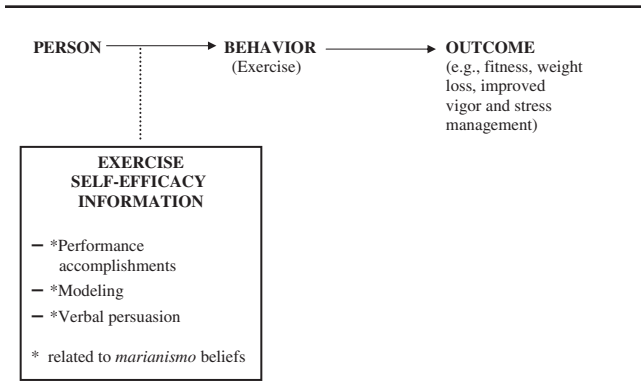 PERSON BEHAVIOR OUTCOME
(Exercise) (e.g., fitness, weight
loss, improved
vigor and stress
management)
EXERCISE
SELF-EFFICACY
INFORMATION
– *Performance
accomplishments
– *Modeling
– *Verbal persuasion
* related to marianismo beliefs